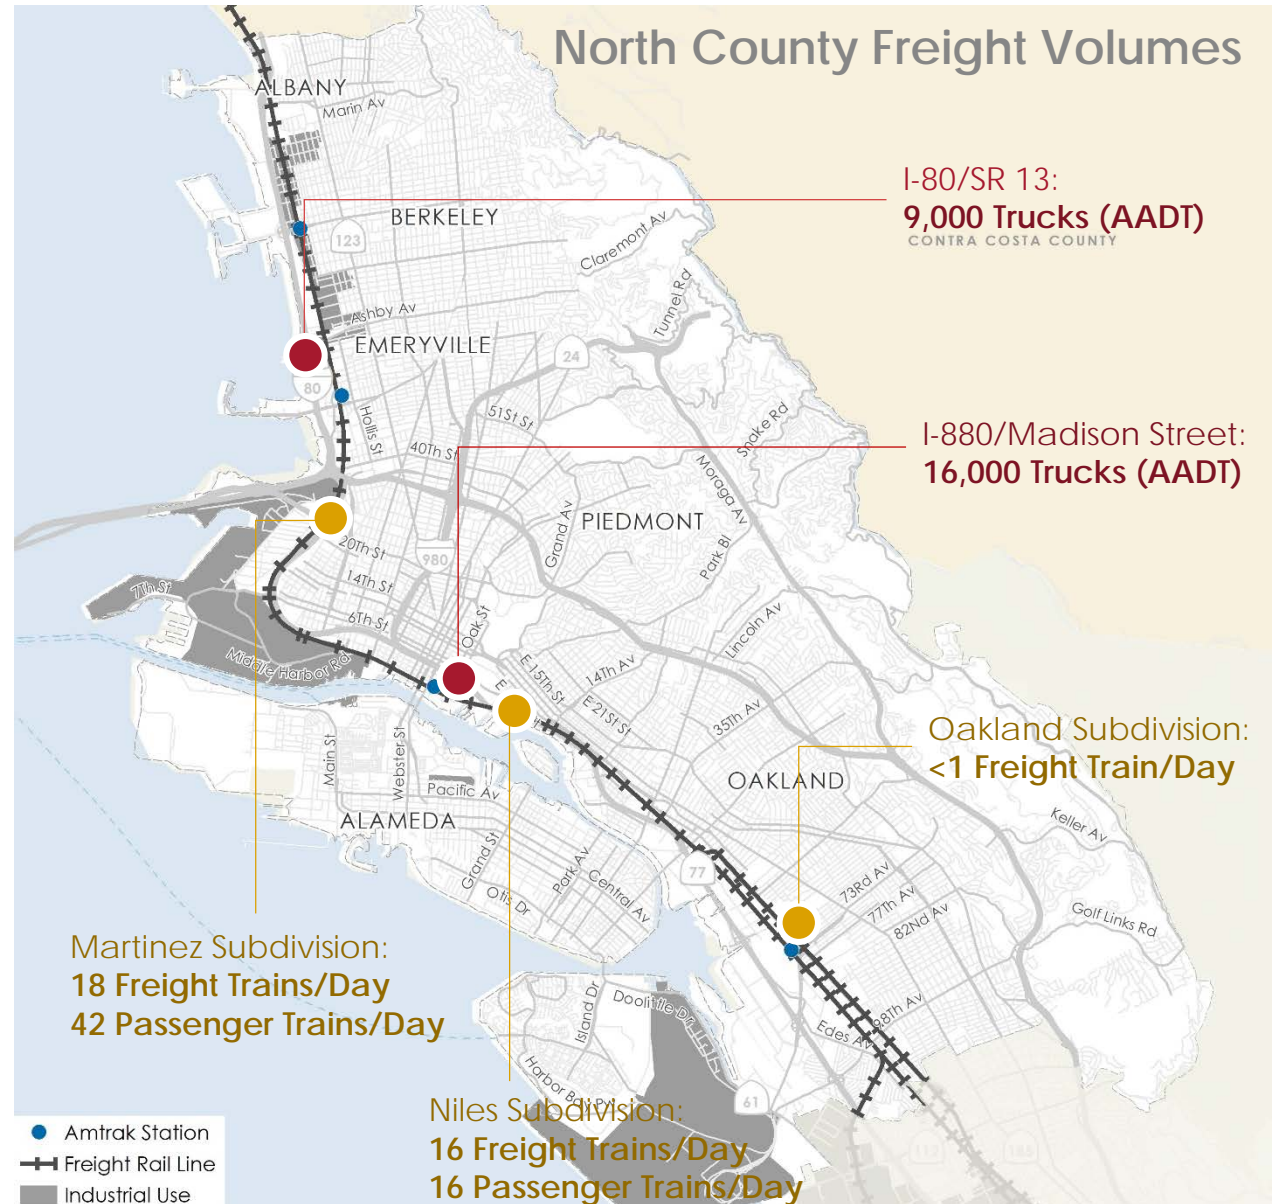 North County Freight Volumes
ALBANY
Marin Av
I-80/SR 13:
9,000 Trucks (AADT)
CONTRA COSTA COUNTY
BERKELEY
123
Claremont Av
Tunnel Rd
Ashby Av
EMERYVILLE
24
80
Hollis St
51St St
40Th St
Snake Rd
Moraga Av
I-880/Madison Street:
16,000 Trucks (AADT)
Grand Av
PIEDMONT
Park Bl
20Th St
980
14Th St
7Th St
6Th St
Oak St
Lincoln Av
Middle Harbor Rd
E 15Th St
14Th Av
E 21St St
35Th Av
Oakland Subdivision:
<1 Freight Train/Day
Main St
Webster St
Pacific Av
OAKLAND
ALAMEDA
Keller Av
Grand St
Park Av
Central Av
77
73Rd Av
77Th Av
82Nd Av
Otis Dr
Golf Links Rd
Martinez Subdivision:
18 Freight Trains/Day
42 Passenger Trains/Day
Island Dr
Doolittle Dr
98Th Av
Edes Av
Harbor Bay Pw
61
Niles Subdivision:
16 Freight Trains/Day
16 Passenger Trains/Day
112
185
Amtrak Station
Freight Rail Line
Industrial Use